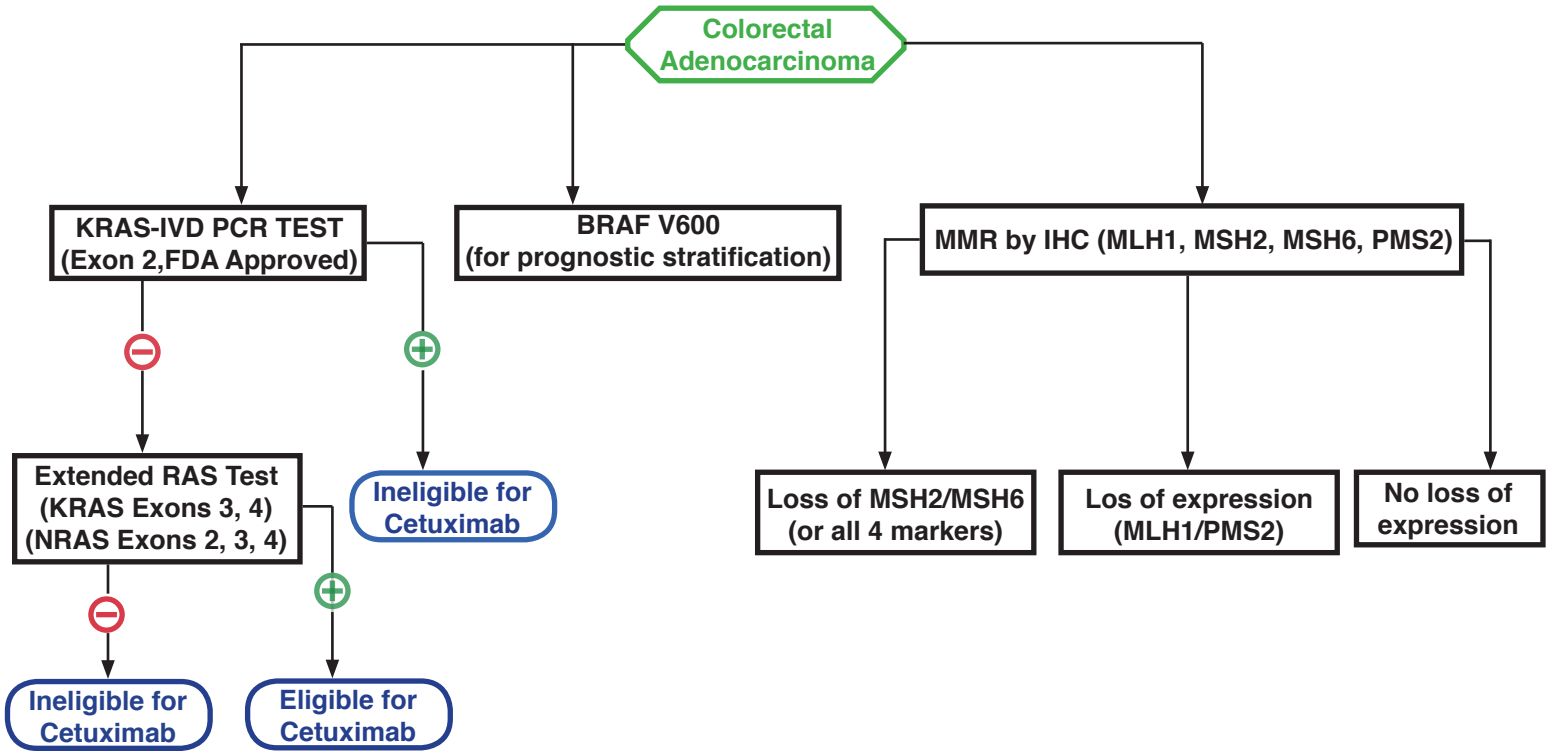 Colorectal
Adenocarcinoma
KRAS-IVD PCR TEST
(Exon 2,FDA Approved)
BRAF V600
(for prognostic stratification)
MMR by IHC (MLH1, MSH2, MSH6, PMS2)
Extended RAS Test
(KRAS Exons 3, 4)
(NRAS Exons 2, 3, 4)
Ineligible for
Cetuximab
Loss of MSH2/MSH6
(or all 4 markers)
Los of expression
(MLH1/PMS2)
No loss of
expression
Ineligible for
Cetuximab
Eligible for
Cetuximab